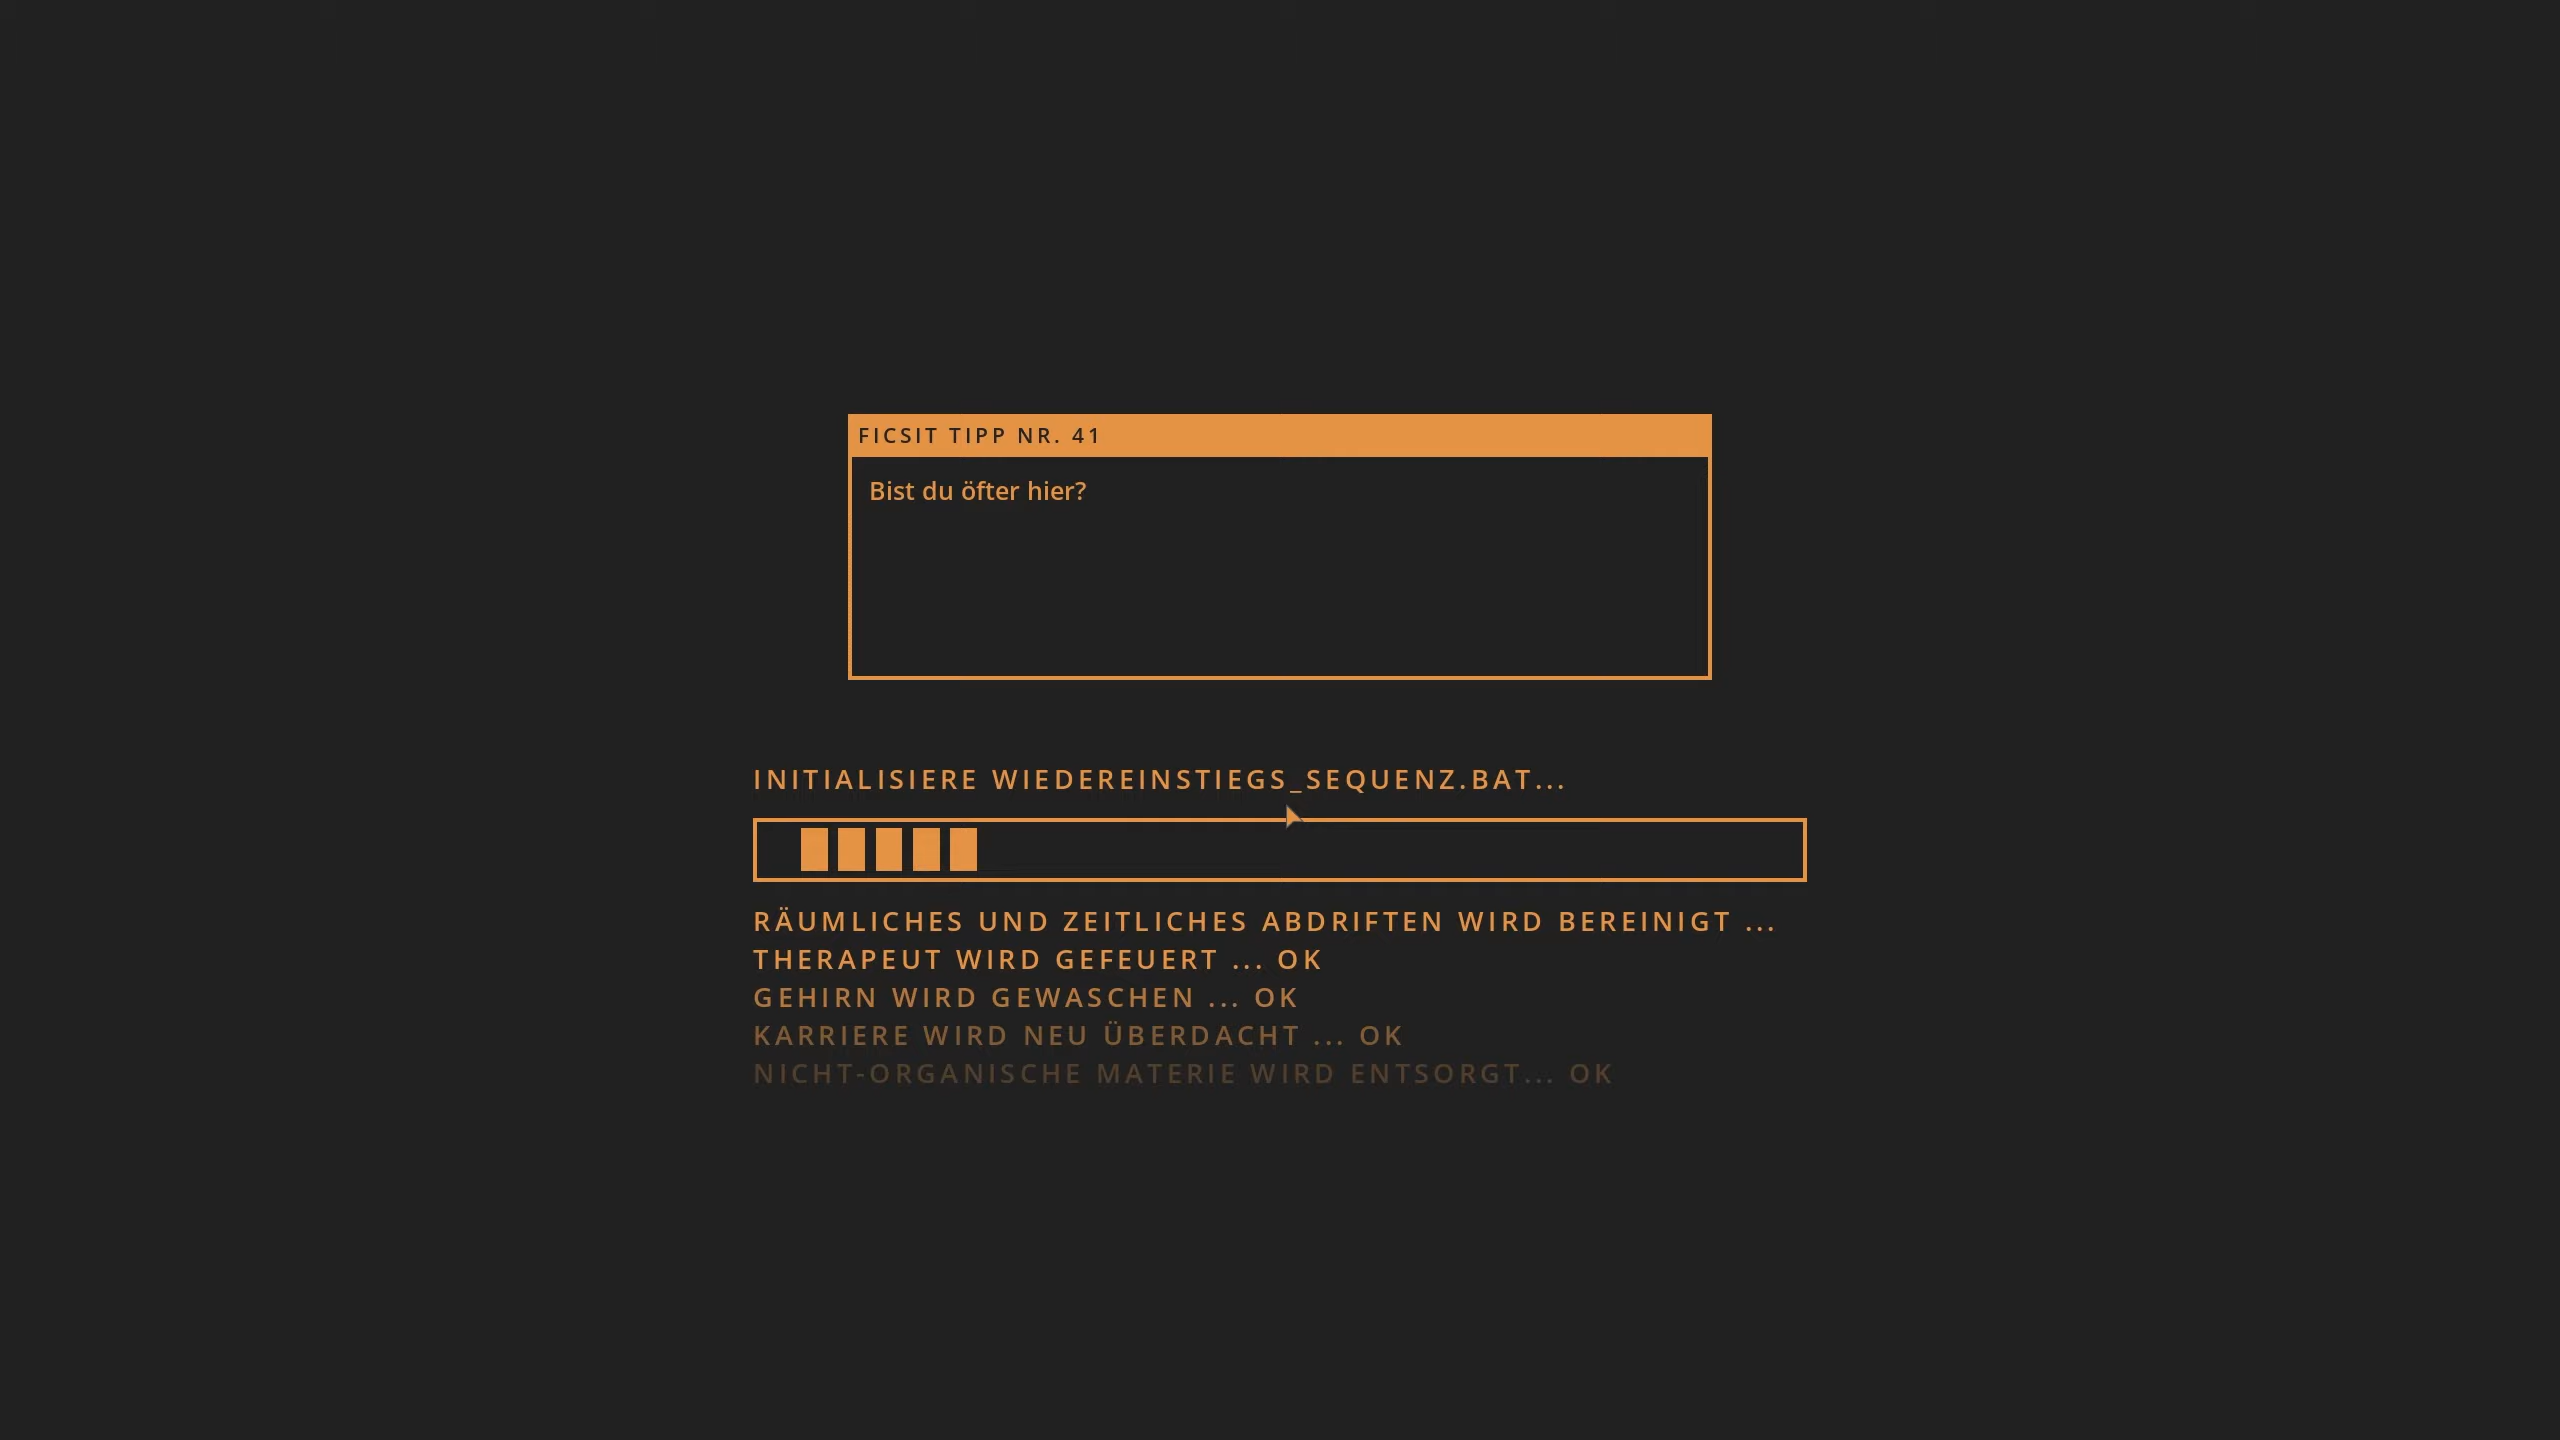 FICSIT TIPP NR. 41
Bist du öfter hier?
INITIALISIERE WIEDEREINSTIEGS_SEQUENZ.BAT...
RÄUMLICHES UND ZEITLICHES ABDRIFTEN WIRD BEREINIGT ...
THERAPEUT WIRD GEFEUERT ... OK
GEHIRN WIRD GEWASCHEN ... OK
KARRIERE WIRD NEU ÜBERDACHT ... OK
NICHT-ORGANISCHE MATERIE WIRD ENTSORGT... OK